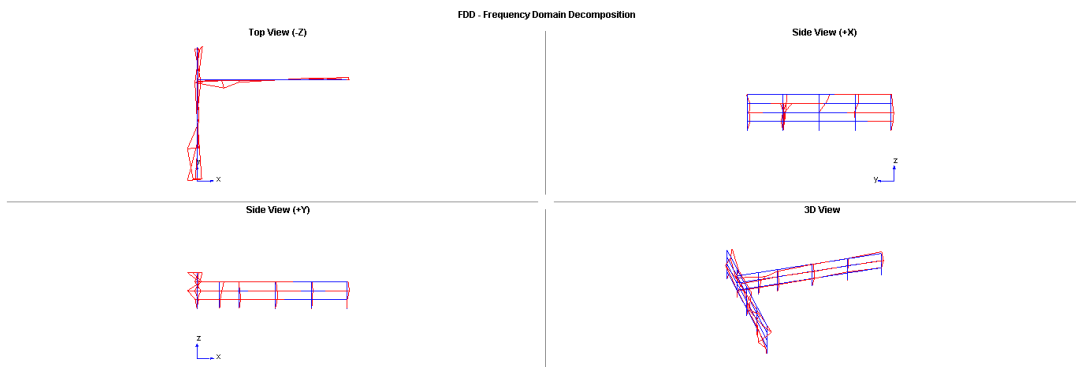 FDD - Frequency Domain Decomposition
Top View (-Z)
Side View (+X)
x
z
y
Side View (+Y)
3D View
z
x